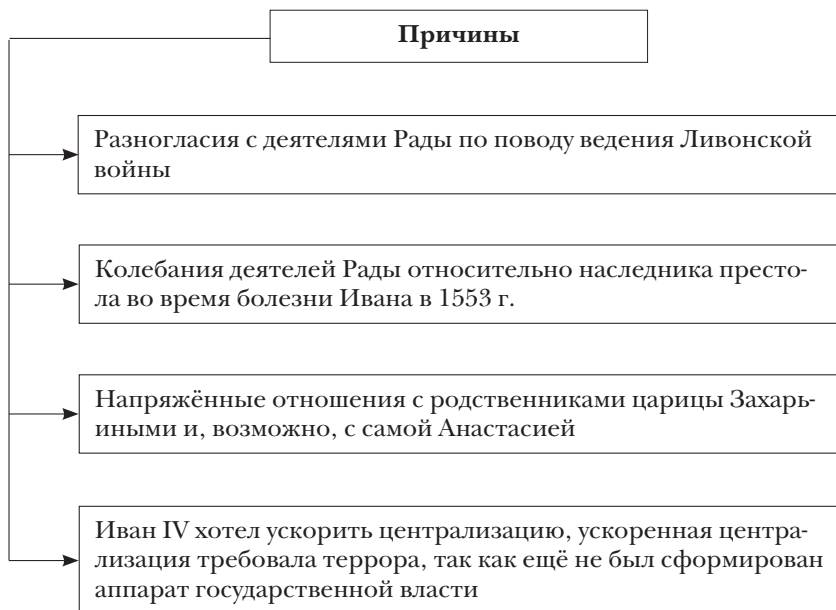 Причины
Разногласия с деятелями Рады по поводу ведения Ливонской
войны
Колебания деятелей Рады относительно наследника престо-
ла во время болезни Ивана в 1553 г.
Напряжённые отношения с родственниками царицы Захарь-
иными и, возможно, с самой Анастасией
Иван IV хотел ускорить централизацию, ускоренная центра-
лизация требовала террора, так как ещё не был сформирован
аппарат государственной власти